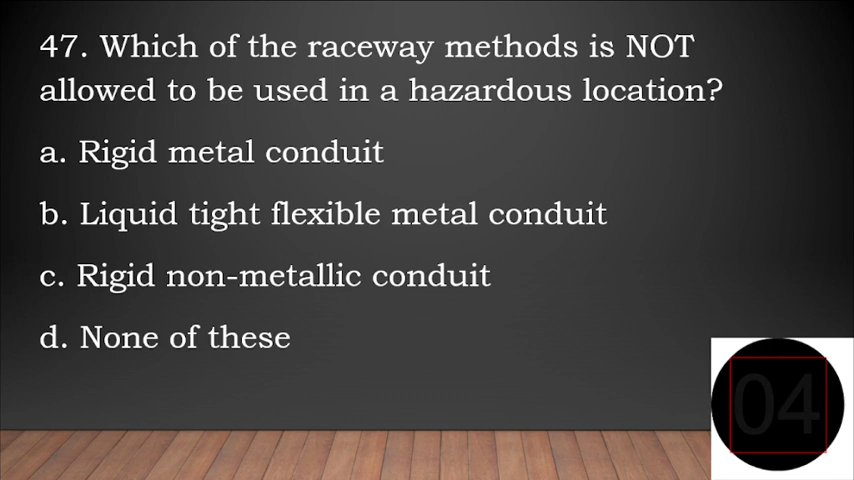 47. Which of the raceway methods is NOT
allowed to be used in a hazardous location?
a. Rigid metal conduit
b. Liquid tight flexible metal conduit
c. Rigid non-metallic conduit
d. None of these
04